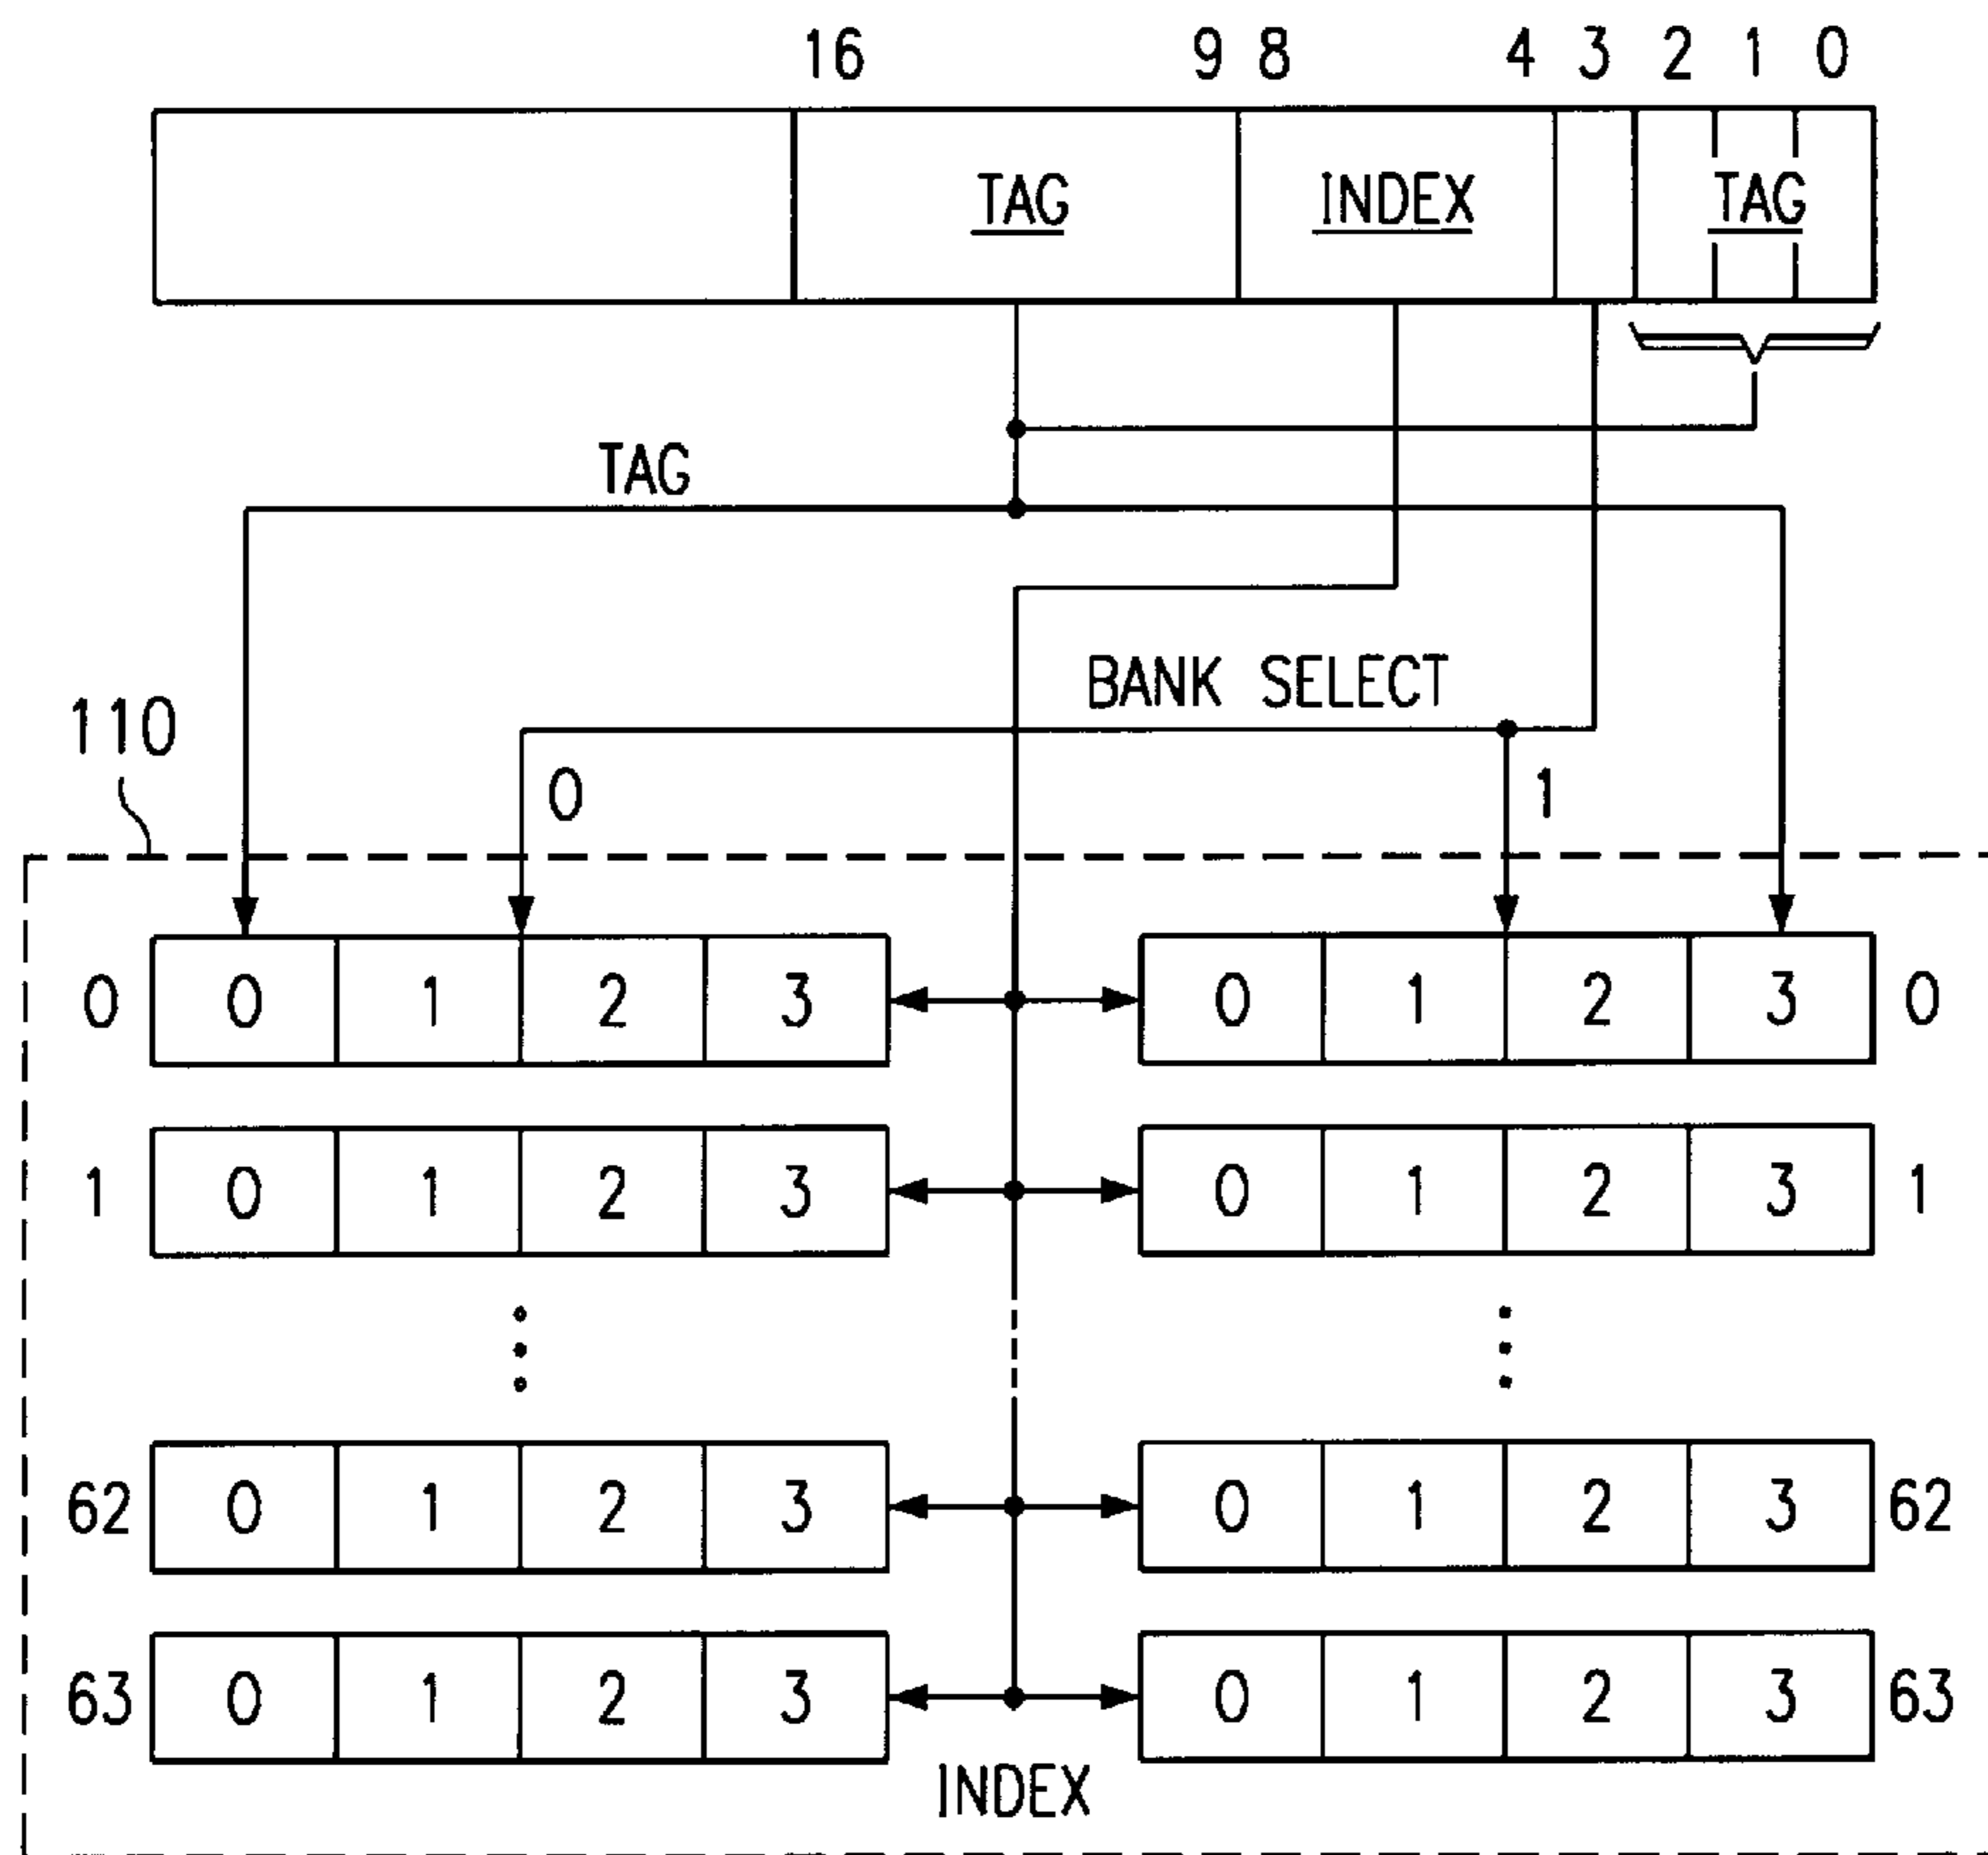 16 9 8 4 3 2 1 0
TAG INDEX TAG
TAG
BANK SELECT
110
0 1
0 0 1 2 3 0 1 2 3 0
1 0 1 2 3 0 1 2 3 1
62 0 1 2 3 0 1 2 3 62
63 0 1 2 3 0 1 2 3 63
INDEX